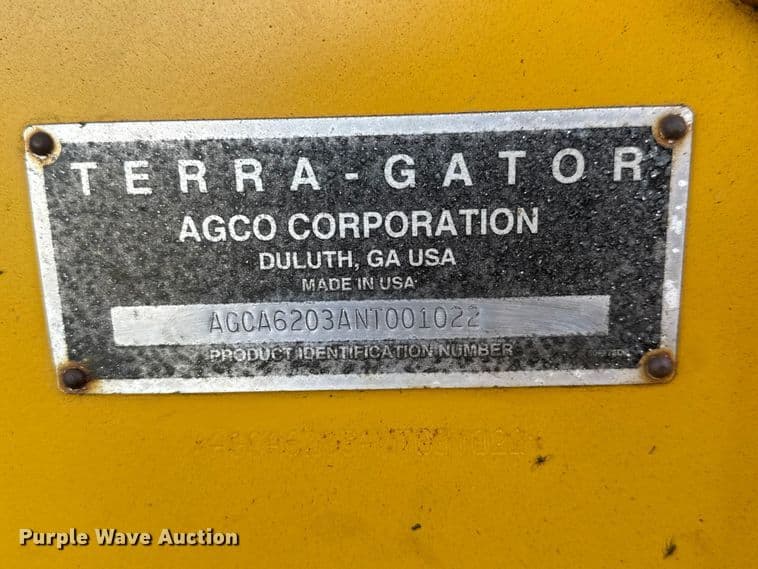 TERRA-GATOR
AGCO CORPORATION
DULUTH, GA USA
MADE IN USA
AGCA6203ANT001022
PRODUCT IDENTIFICATION NUMBER
Purple Wave Auction